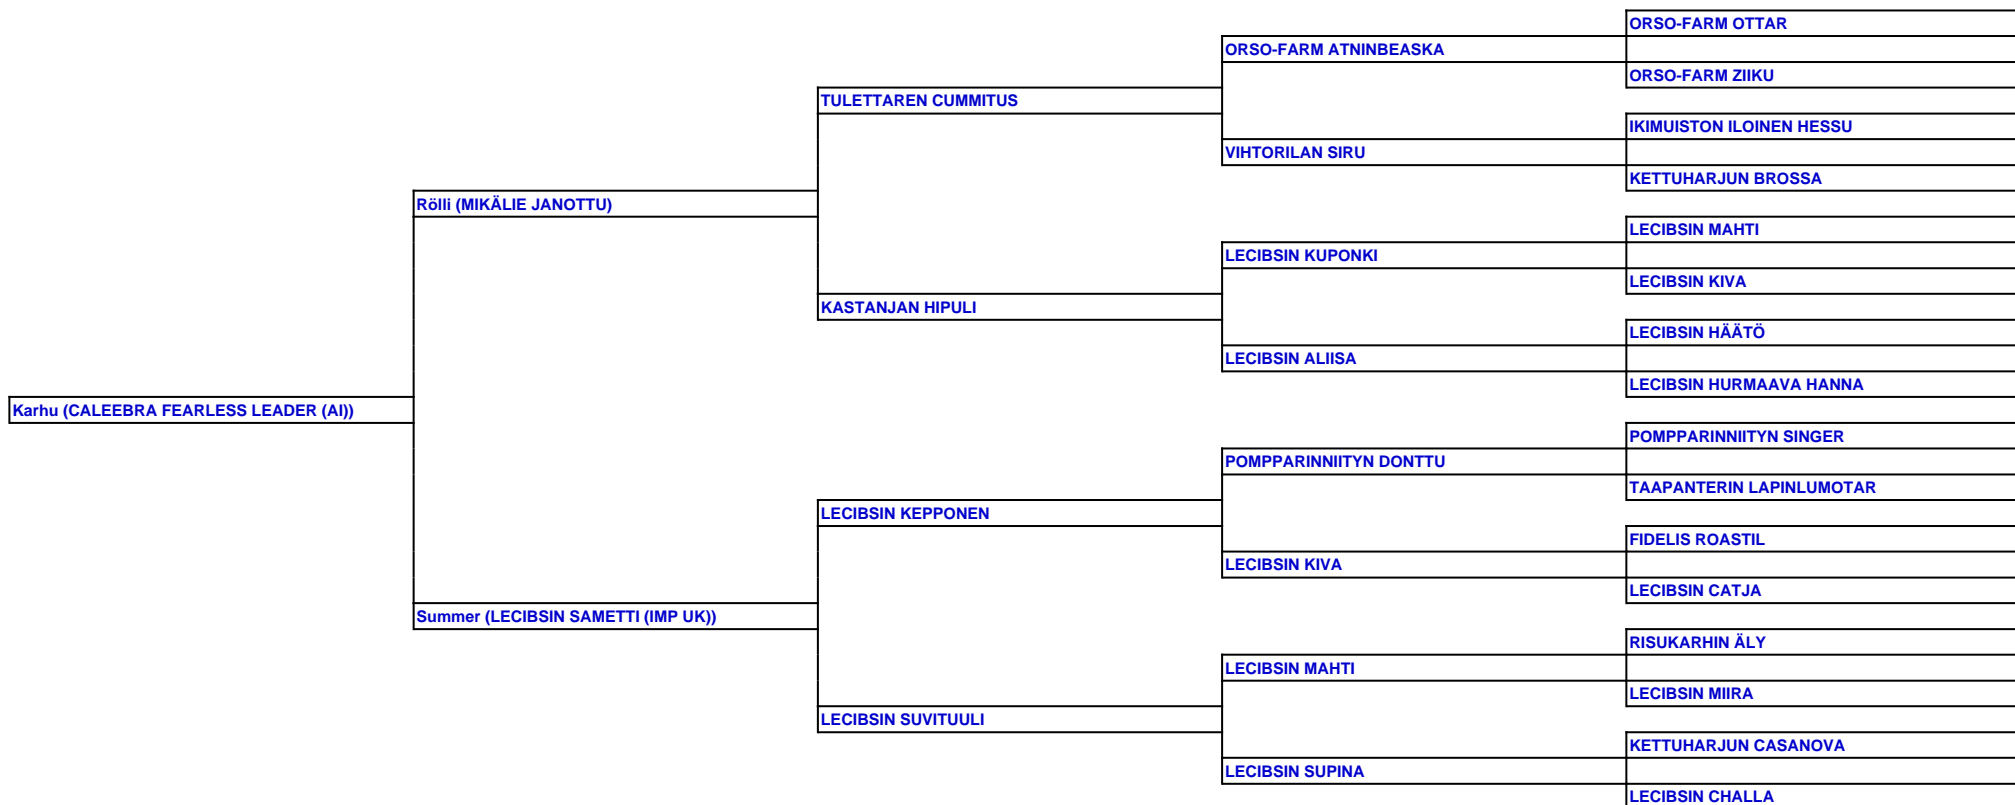 ORSO-FARM OTTAR
ORSO-FARM ATNINBEASKA
ORSO-FARM ZIIKU
TULETTAREN CUMMITUS
IKIMUISTON ILOINEN HESSU
VIHTORILAN SIRU
KETTUHARJUN BROSSA
Rölli (MIKÄLIE JANOTTU)
LECIBSIN MAHTI
LECIBSIN KUPONKI
LECIBSIN KIVA
KASTANJAN HIPULI
LECIBSIN HÄÄTÖ
LECIBSIN ALIISA
LECIBSIN HURMAAVA HANNA
Karhu (CALEEBRA FEARLESS LEADER (AI))
POMPPARINNIITYN SINGER
POMPPARINNIITYN DONTTU
TAAPANTERIN LAPINLUMOTAR
LECIBSIN KEPPONEN
FIDELIS ROASTIL
LECIBSIN KIVA
LECIBSIN CATJA
Summer (LECIBSIN SAMETTI (IMP UK))
RISUKARHIN ÄLY
LECIBSIN MAHTI
LECIBSIN MIIRA
LECIBSIN SUVITUULI
KETTUHARJUN CASANOVA
LECIBSIN SUPINA
LECIBSIN CHALLA